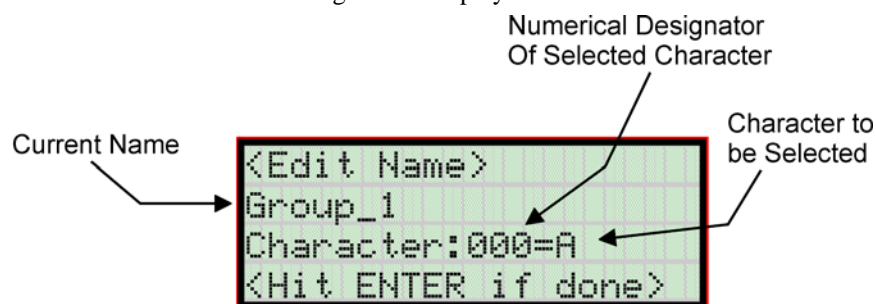 Numerical Designator
Of Selected Character
Character to
be Selected
Current Name
<Edit Name>
Group_1
Character:000=A
<Hit ENTER if done>